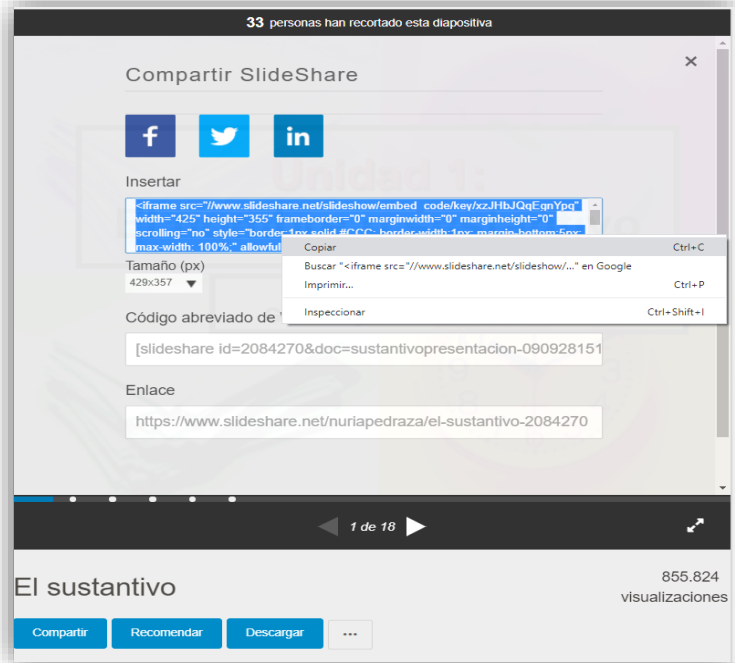 33 personas han recortado esta diapositiva
Compartir SlideShare
×
f
in
Unidad 1:
Insertar
<iframe src="//www.slideshare.net/slideshow/embed_code/key/xzJHbJQqEgnYpq"
width="425" height="355" frameborder="0" marginwidth="0" marginheight="0"
scrolling="no" style="border:1px solid #CCC; border-width:1px; margin-bottom:5px;
max-width: 100%;" allowful
Copiar Ctrl+C
Buscar "<iframe src="//www.slideshare.net/slideshow/..." en Google
Imprimir... Ctrl+P
Inspeccionar Ctrl+Shift+I
Tamaño (px)
429x357
Código abreviado de
[slideshare id=2084270&doc=sustantivopresentacion-090928151
Enlace
https://www.slideshare.net/nuriapedraza/el-sustantivo-2084270
1 de 18
El sustantivo
855.824
visualizaciones
Compartir Recomendar Descargar ...